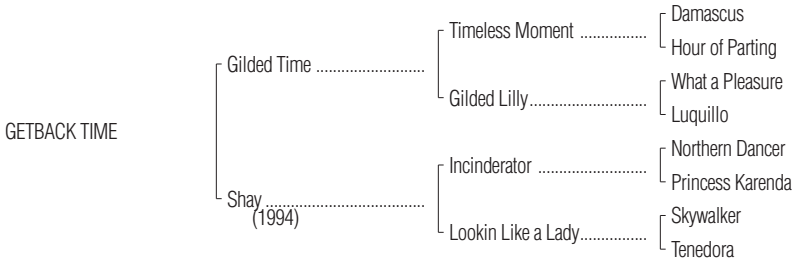 Damascus
Timeless Moment ................
Hour of Parting
Gilded Time ..........................
What a Pleasure
Gilded Lilly............................
Luquillo
GETBACK TIME
Northern Dancer
Incinderator ..........................
Princess Karenda
Shay ......................................
(1994)
Skywalker
Lookin Like a Lady................
Tenedora